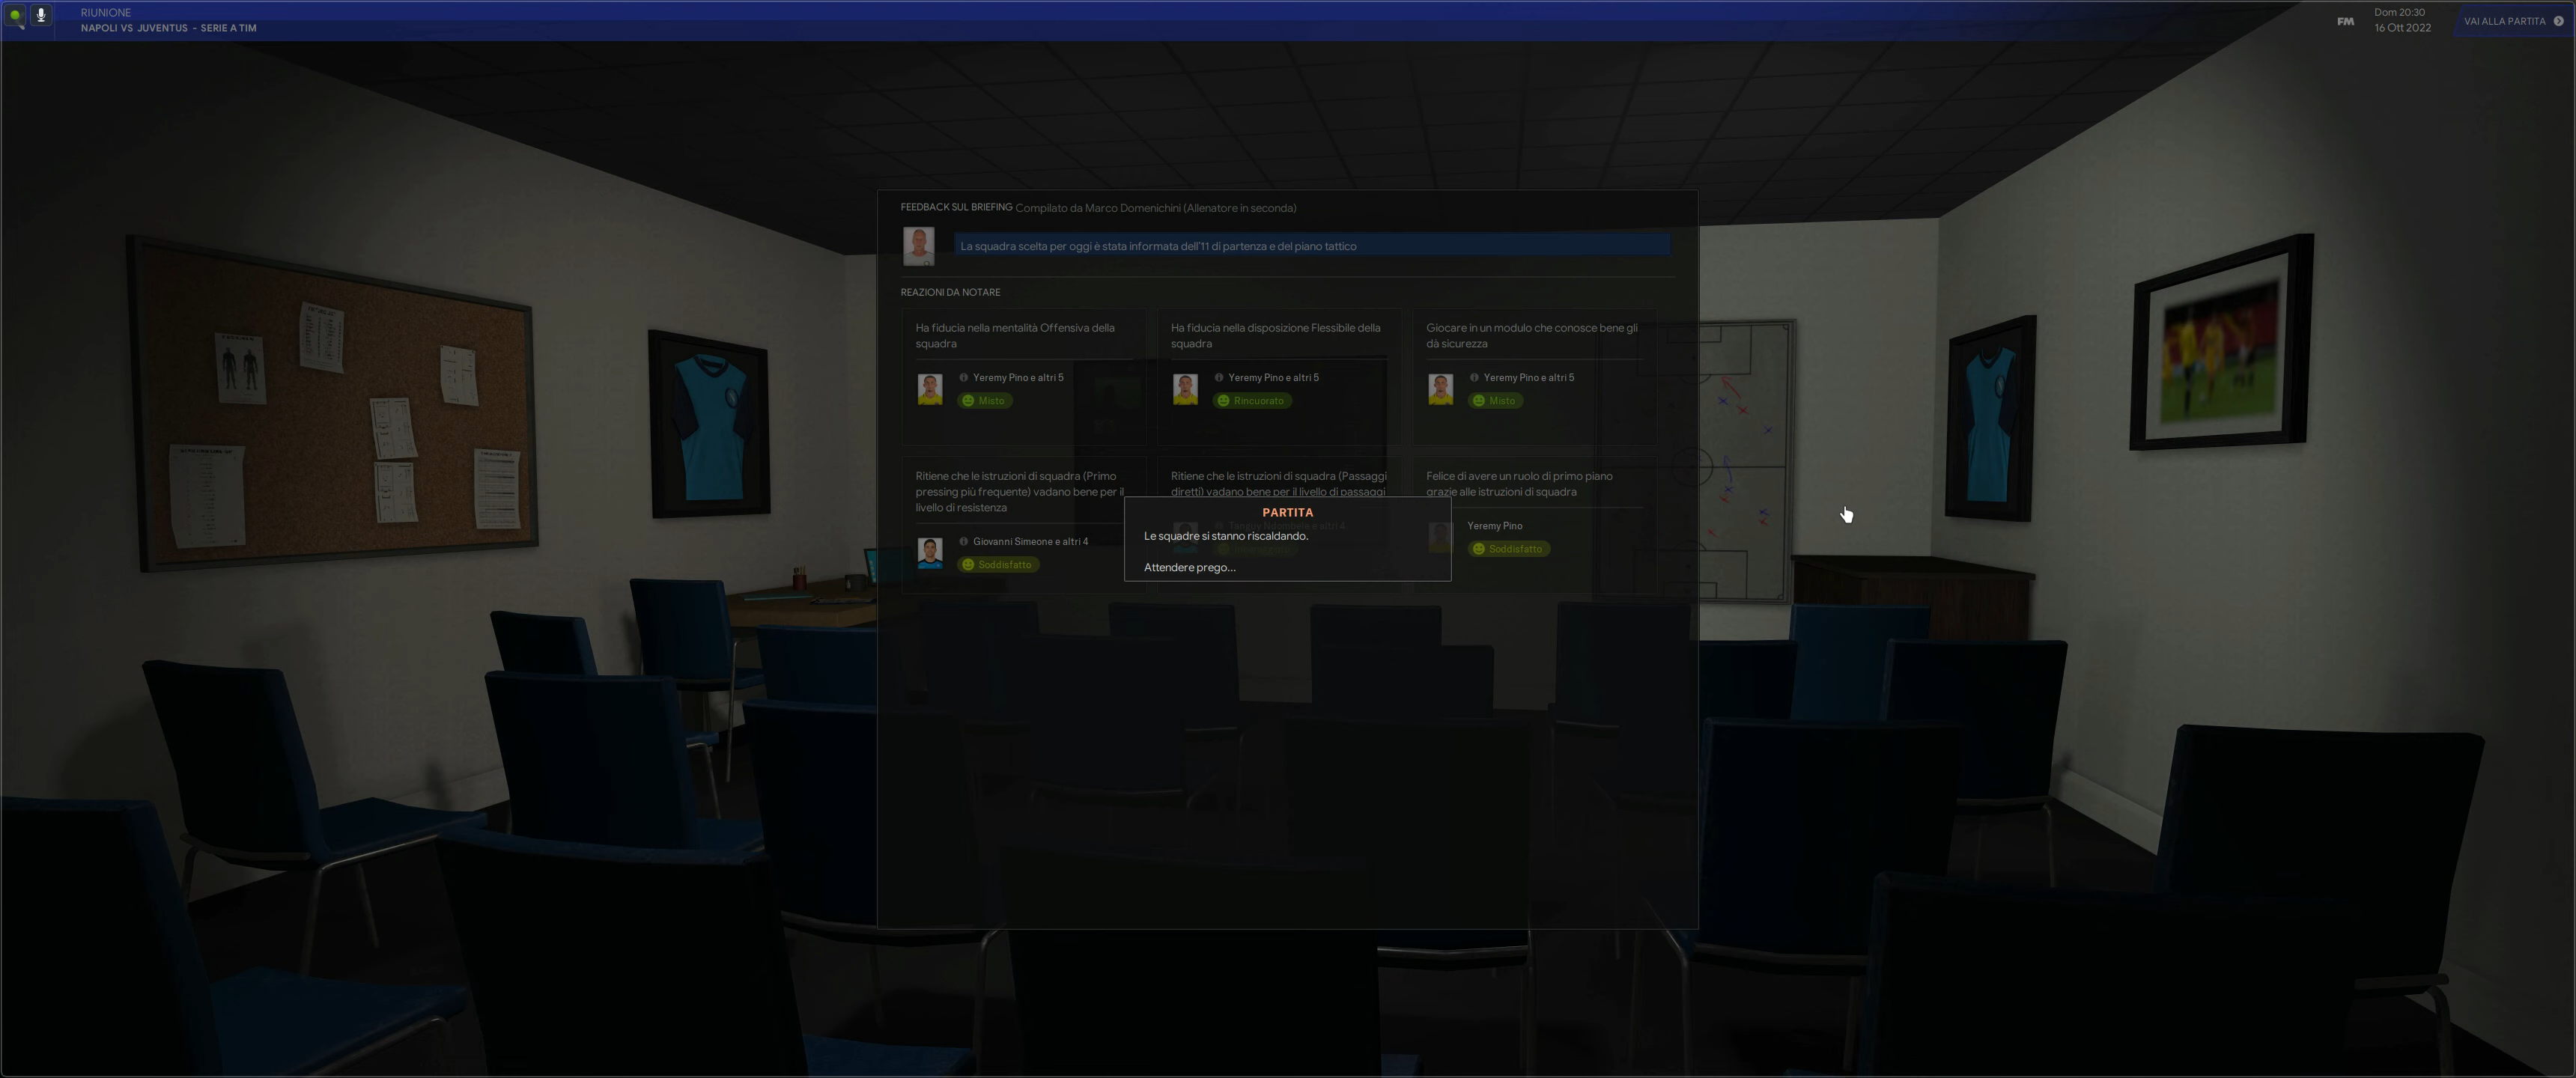 RIUNIONE
NAPOLI VS JUVENTUS - SERIE A TIM
FM
Dom 20:30
16 Ott 2022
VAI ALLA PARTITA
FEEDBACK SUL BRIEFING Compilato da Marco Domenichini (Allenatore in seconda)
La squadra scelta per oggi è stata informata dell'11 di partenza e del piano tattico
REAZIONI DA NOTARE
Ha fiducia nella mentalità Offensiva della
squadra
Yeremy Pino e altri 5
Misto
Ha fiducia nella disposizione Flessibile della
squadra
Yeremy Pino e altri 5
Rincuorato
Giocare in un modulo che conosce bene gli
dà sicurezza
Yeremy Pino e altri 5
Misto
Ritiene che le istruzioni di squadra (Primo
pressing più frequente) vadano bene per il
livello di resistenza
Giovanni Simeone e altri 4
Soddisfatto
Ritiene che le istruzioni di squadra (Passaggi
diretti) vadano bene per il livello di passaggi
Tanguy Ndombele e altri 4
Felice di avere un ruolo di primo piano
grazie alle istruzioni di squadra
Yeremy Pino
Soddisfatto
PARTITA
Le squadre si stanno riscaldando.
Attendere prego...